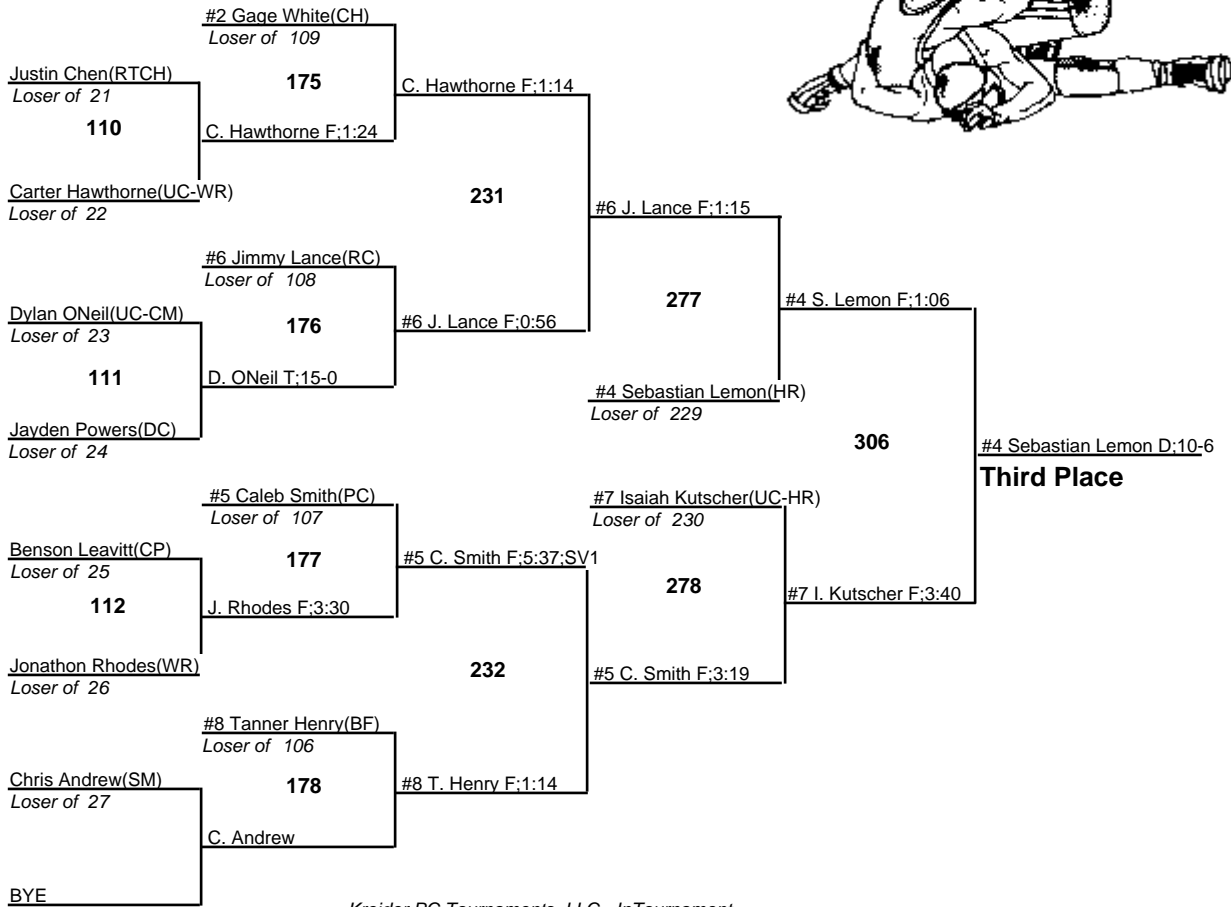 #2 Gage White(CH)
Loser of 109
Justin Chen(RTCH)
Loser of 21
175
C. Hawthorne F;1:14
110
C. Hawthorne F;1:24
Carter Hawthorne(UC-WR)
Loser of 22
231
#6 J. Lance F;1:15
#6 Jimmy Lance(RC)
Loser of 108
Dylan ONeil(UC-CM)
Loser of 23
176
#6 J. Lance F;0:56
277
#4 S. Lemon F;1:06
111
D. ONeil T;15-0
#4 Sebastian Lemon(HR)
Loser of 229
Jayden Powers(DC)
Loser of 24
306
#4 Sebastian Lemon D;10-6
Third Place
#5 Caleb Smith(PC)
Loser of 107
#7 Isaiah Kutscher(UC-HR)
Loser of 230
Benson Leavitt(CP)
Loser of 25
177
#5 C. Smith F;5:37;SV1
278
#7 I. Kutscher F;3:40
112
J. Rhodes F;3:30
Jonathon Rhodes(WR)
Loser of 26
232
#5 C. Smith F;3:19
#8 Tanner Henry(BF)
Loser of 106
Chris Andrew(SM)
Loser of 27
178
#8 T. Henry F;1:14
C. Andrew
BYE